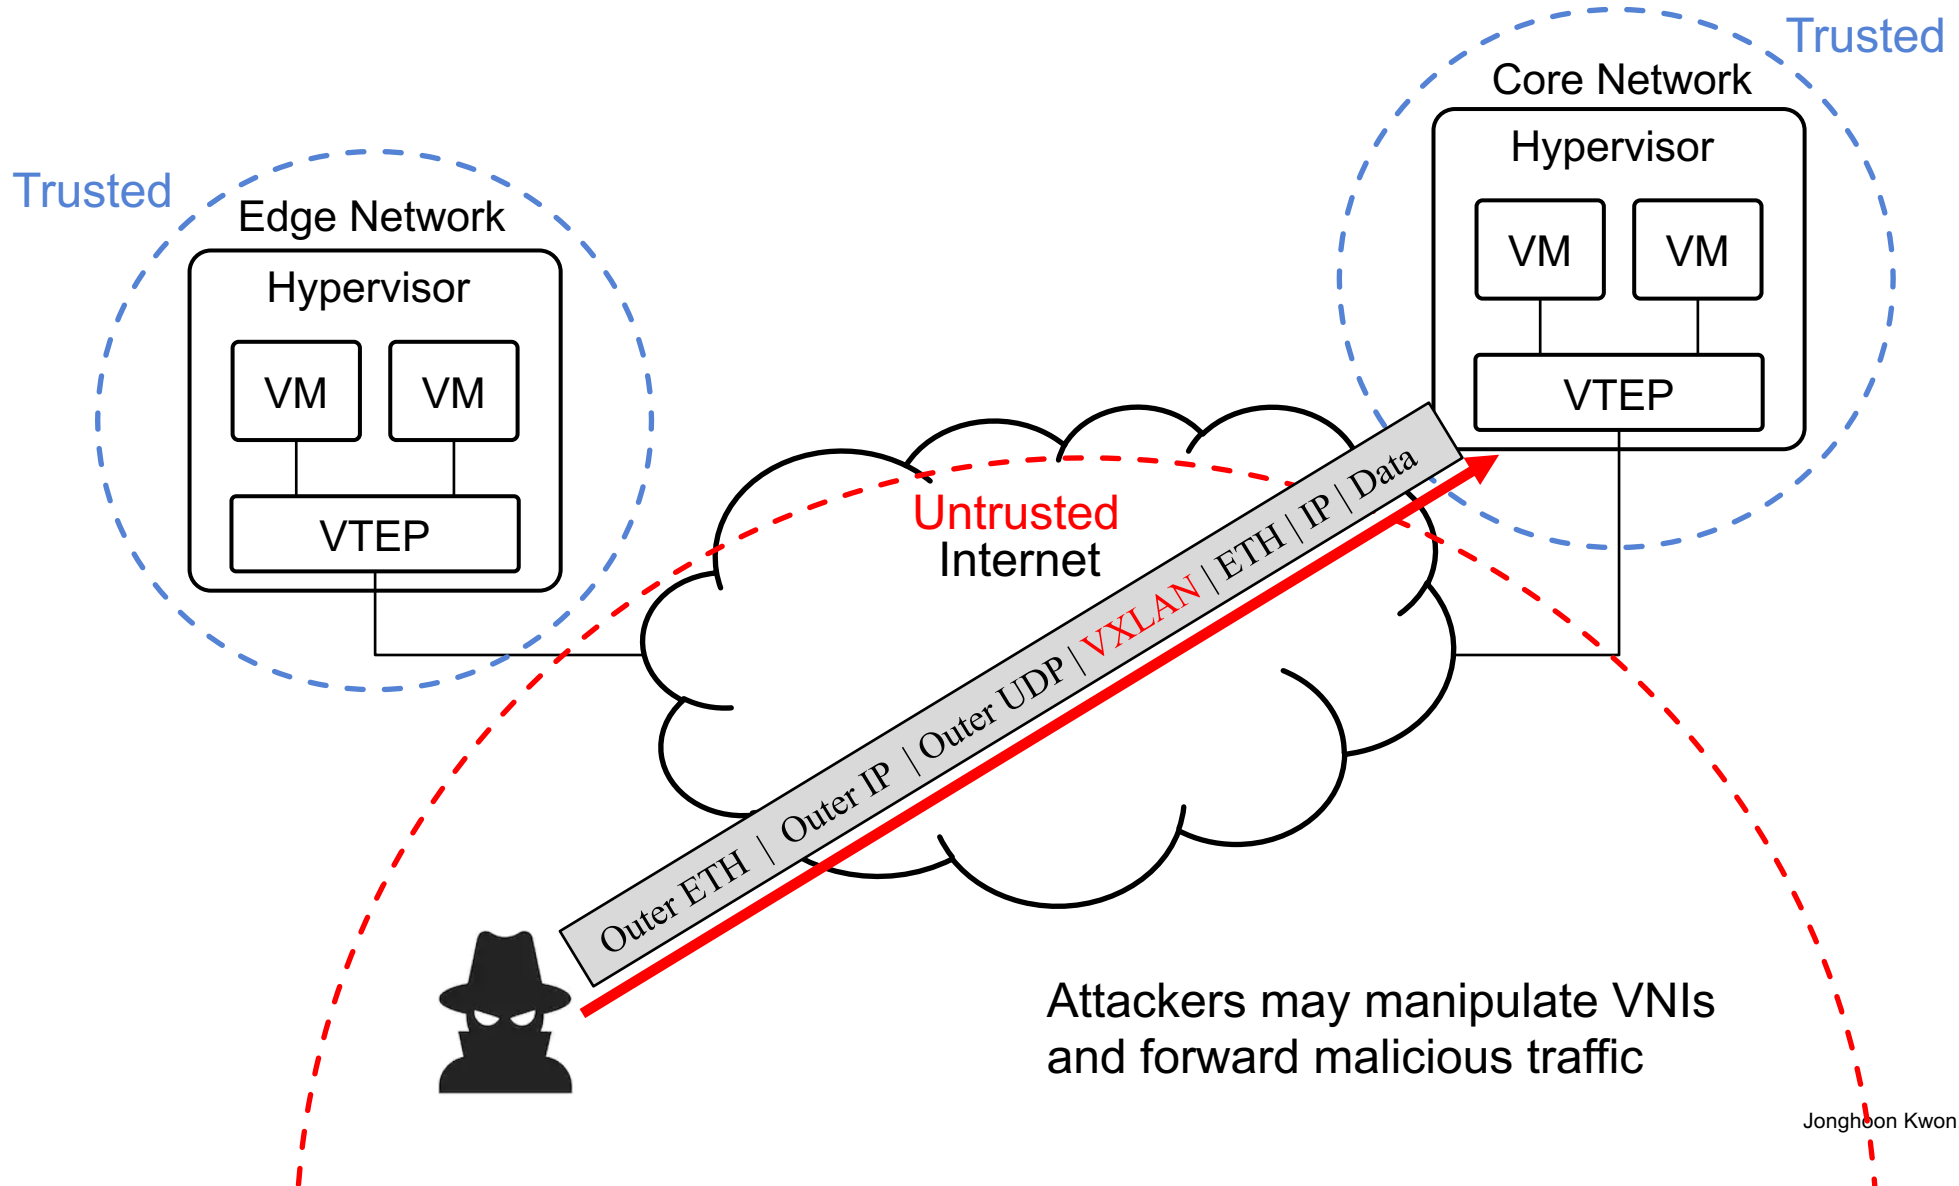 Trusted
Core Network
Hypervisor
VM VM
VTEP
Trusted
Edge Network
Hypervisor
VM VM
VTEP
Untrusted
Internet
Outer ETH | Outer IP | Outer UDP | VXLAN | ETH | IP | Data
Attackers may manipulate VNIs
and forward malicious traffic
Jonghoon Kwon